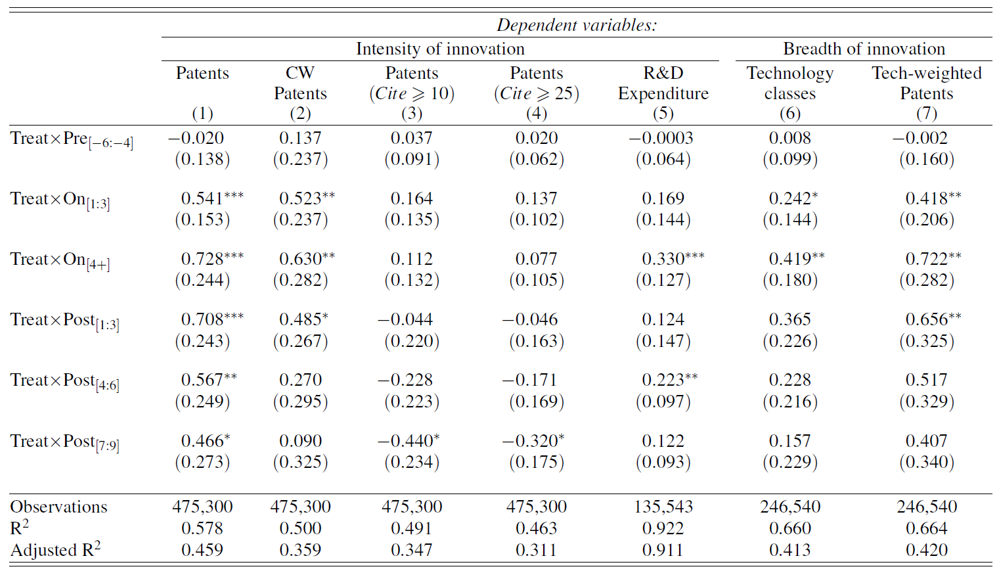 Dependent variables:
Intensity of innovation Breadth of innovation
Patents CW Patents Patents R&D Technology Tech-weighted
Patents (Cite ⩾ 10) (Cite ⩾ 25) Expenditure classes Patents
(1) (2) (3) (4) (5) (6) (7)
Treat×Pre[−6:−4] −0.020 0.137 0.037 0.020 −0.0003 0.008 −0.002
(0.138) (0.237) (0.091) (0.062) (0.064) (0.099) (0.160)
Treat×On[1:3] 0.541*** 0.523** 0.164 0.137 0.169 0.242* 0.418**
(0.153) (0.237) (0.135) (0.102) (0.144) (0.144) (0.206)
Treat×On[4+] 0.728*** 0.630** 0.112 0.077 0.330*** 0.419** 0.722**
(0.244) (0.282) (0.132) (0.105) (0.127) (0.180) (0.282)
Treat×Post[1:3] 0.708*** 0.485* −0.044 −0.046 0.124 0.365 0.656**
(0.243) (0.267) (0.220) (0.163) (0.147) (0.226) (0.325)
Treat×Post[4:6] 0.567** 0.270 −0.228 −0.171 0.223** 0.228 0.517
(0.249) (0.295) (0.223) (0.169) (0.097) (0.216) (0.329)
Treat×Post[7:9] 0.466* 0.090 −0.440* −0.320* 0.122 0.157 0.407
(0.273) (0.325) (0.234) (0.175) (0.093) (0.229) (0.340)
Observations 475,300 475,300 475,300 475,300 135,543 246,540 246,540
R2 0.578 0.500 0.491 0.463 0.922 0.660 0.664
Adjusted R2 0.459 0.359 0.347 0.311 0.911 0.413 0.420